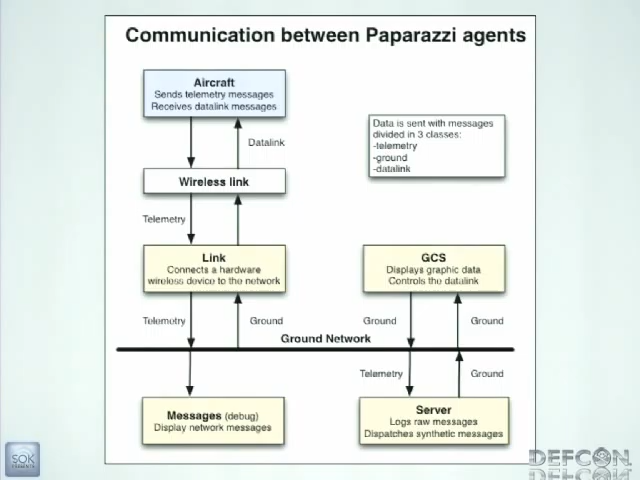 Communication between Paparazzi agents
Aircraft
Sends telemetry messages
Receives datalink messages
Data is sent with messages
divided in 3 classes:
-telemetry
-ground
-datalink
Datalink
Wireless link
Telemetry
Link
Connects a hardware
wireless device to the network
GCS
Displays graphic data
Controls the datalink
Telemetry
Ground
Ground
Ground
Ground Network
Telemetry
Ground
Messages (debug)
Display network messages
Server
Logs raw messages
Dispatches synthetic messages
SOK
DEFCON